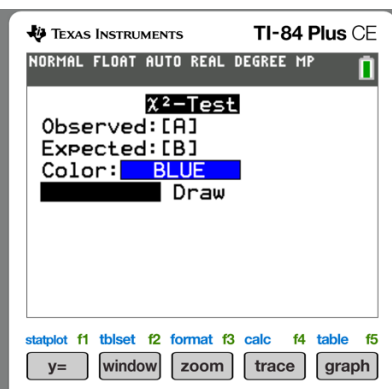 TEXAS INSTRUMENTS TI-84 Plus CE
NORMAL FLOAT AUTO REAL DEGREE MP
χ²-Test
Observed:[A]
Expected:[B]
Color: BLUE
Draw
statplot f1 tblset f2 format f3 calc f4 table f5
y= window zoom trace graph